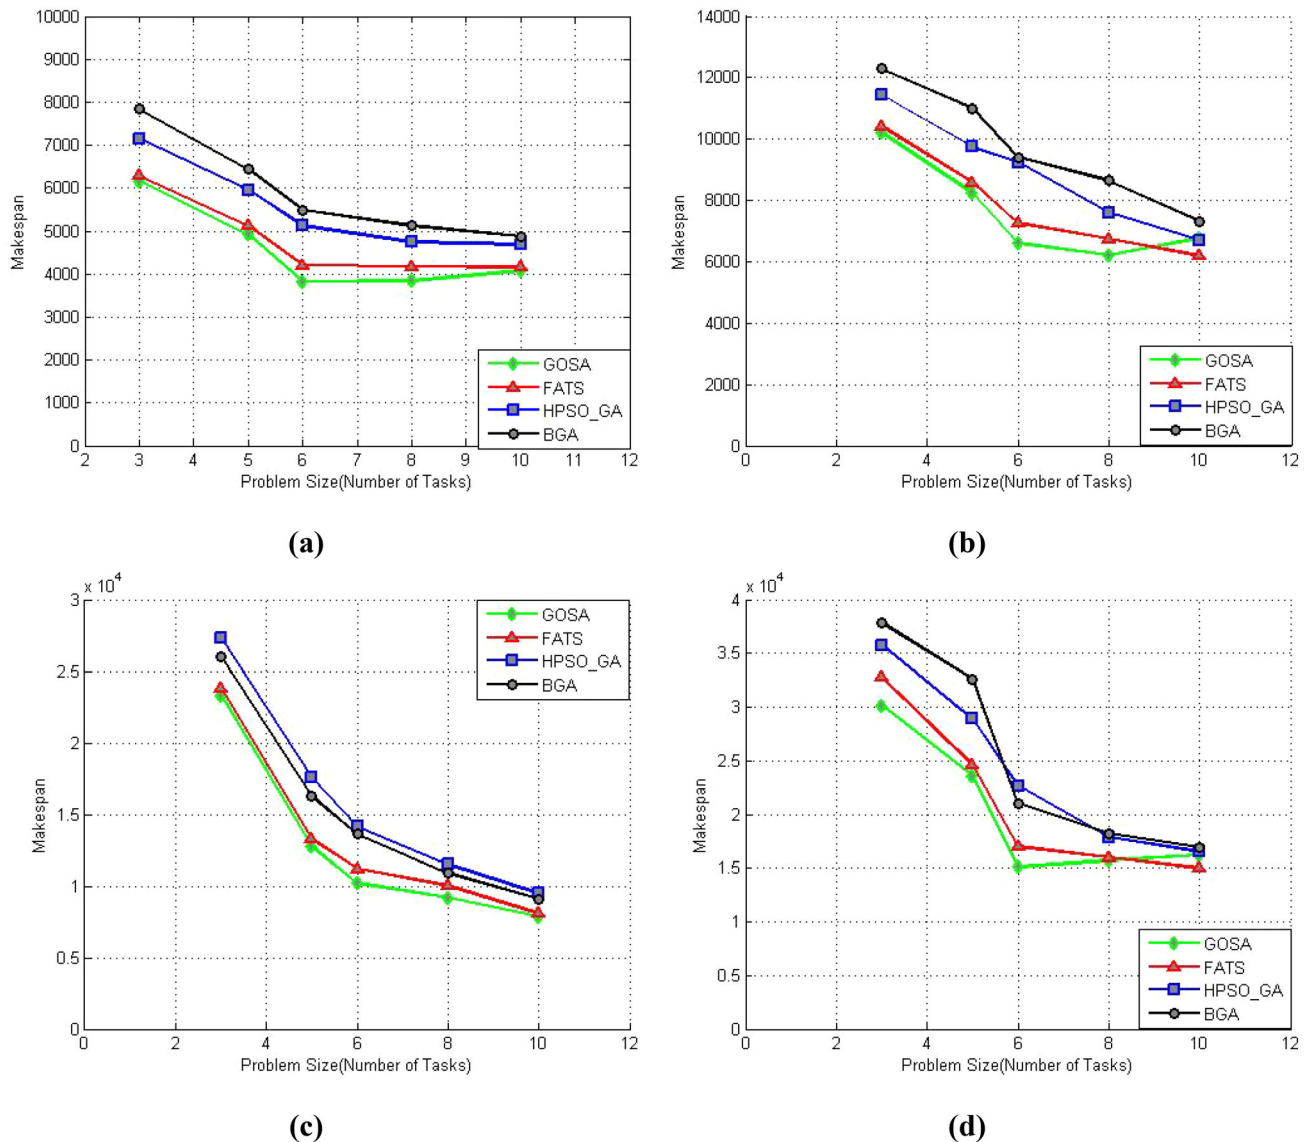 10000
9000
8000
7000
6000
5000
4000
3000
2000
1000
0
Makespan
2 3 4 5 6 7 8 9 10 11 12
Problem Size(Number of Tasks)
GOSA
FATS
HPSO_GA
BGA
(a)
14000
12000
10000
8000
6000
4000
2000
0
Makespan
0 2 4 6 8 10 12
Problem Size(Number of Tasks)
GOSA
FATS
HPSO_GA
BGA
(b)
x 10^4
3
2.5
2
1.5
1
0.5
0
Makespan
0 2 4 6 8 10 12
Problem Size(Number of Tasks)
GOSA
FATS
HPSO_GA
BGA
(c)
x 10^4
4
3.5
3
2.5
2
1.5
1
0.5
0
Makespan
0 2 4 6 8 10 12
Problem Size(Number of Tasks)
GOSA
FATS
HPSO_GA
BGA
(d)